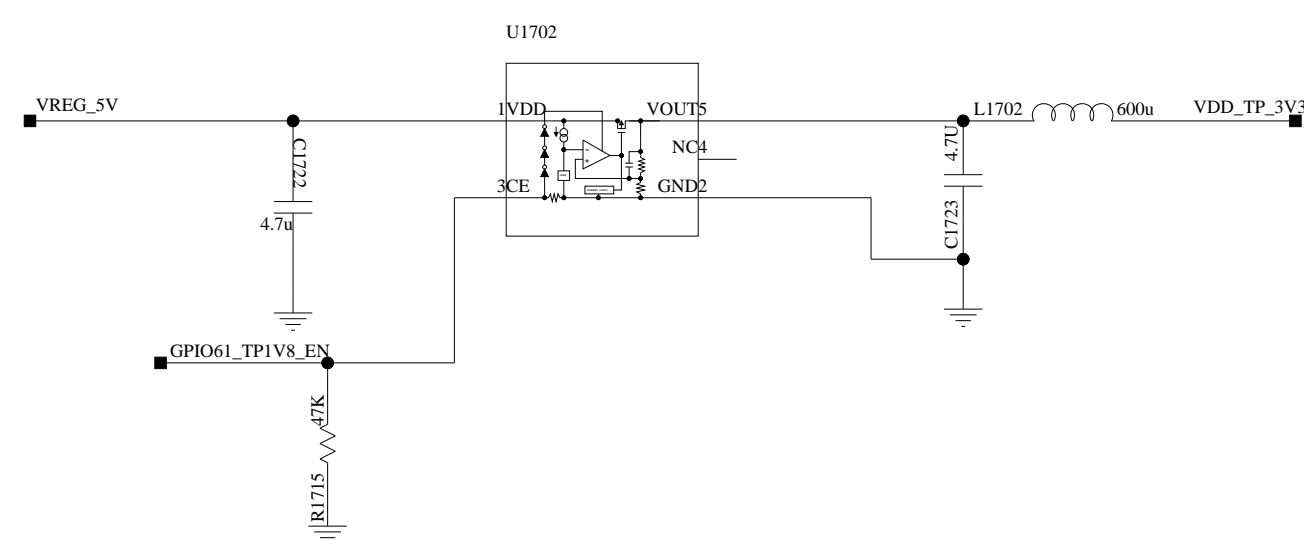 U1702
VREG_5V
1VDD
VOUT5
L1702
600u
VDD_TP_3V3
C1722
4.7U
NC4
3CE
GND2
4.7u
C1723
GPIO61_TP1V8_EN
47K
R1715